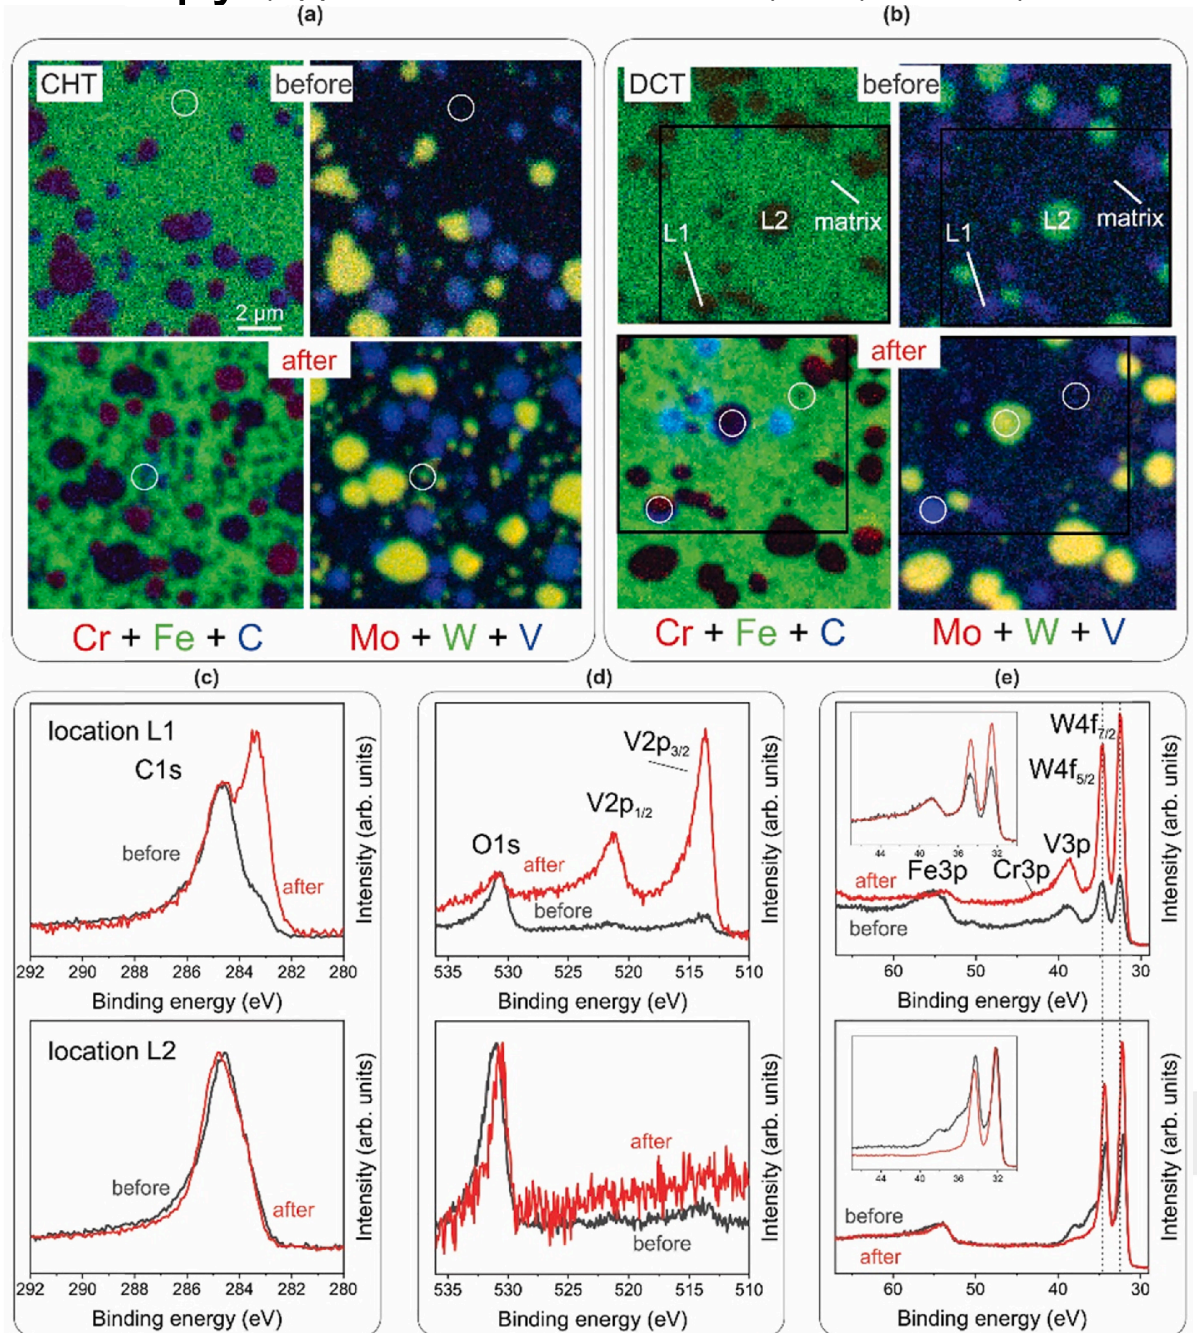 (a)
(b)
CHT
before
2 µm
after
Cr + Fe + C
Mo + W + V
DCT
before
L1
L2
matrix
L1
L2
matrix
after
Cr + Fe + C
Mo + W + V
(c)
(d)
(e)
location L1
C1s
before
after
Intensity (arb. units)
292 290 288 286 284 282 280
Binding energy (eV)
V2p3/2
V2p1/2
O1s
after
before
Intensity (arb. units)
535 530 525 520 515 510
Binding energy (eV)
W4f7/2
W4f5/2
V3p
Cr3p
Fe3p
after
before
44 40 36 32
Intensity (arb. units)
60 50 40 30
Binding energy (eV)
location L2
before
after
Intensity (arb. units)
292 290 288 286 284 282 280
Binding energy (eV)
after
before
Intensity (arb. units)
535 530 525 520 515 510
Binding energy (eV)
44 40 36 32
before
after
Intensity (arb. units)
60 50 40 30
Binding energy (eV)